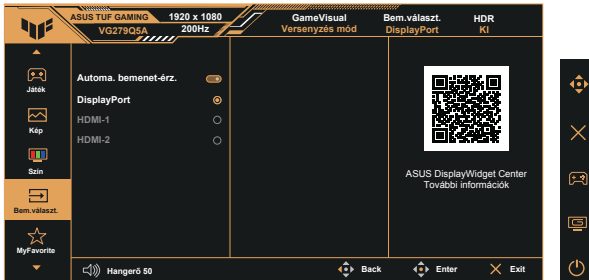 ASUS TUF GAMING 1920 x 1080
VG279Q5A 200Hz
GameVisual
Versenyzés mód
Bem.választ.
DisplayPort
HDR
KI
Játék
Kép
Szín
Bem.választ.
MyFavorite
Automa. bemenet-érz.
DisplayPort
HDMI-1
HDMI-2
ASUS DisplayWidget Center
További információk
Hangerő 50
Back
Enter
Exit